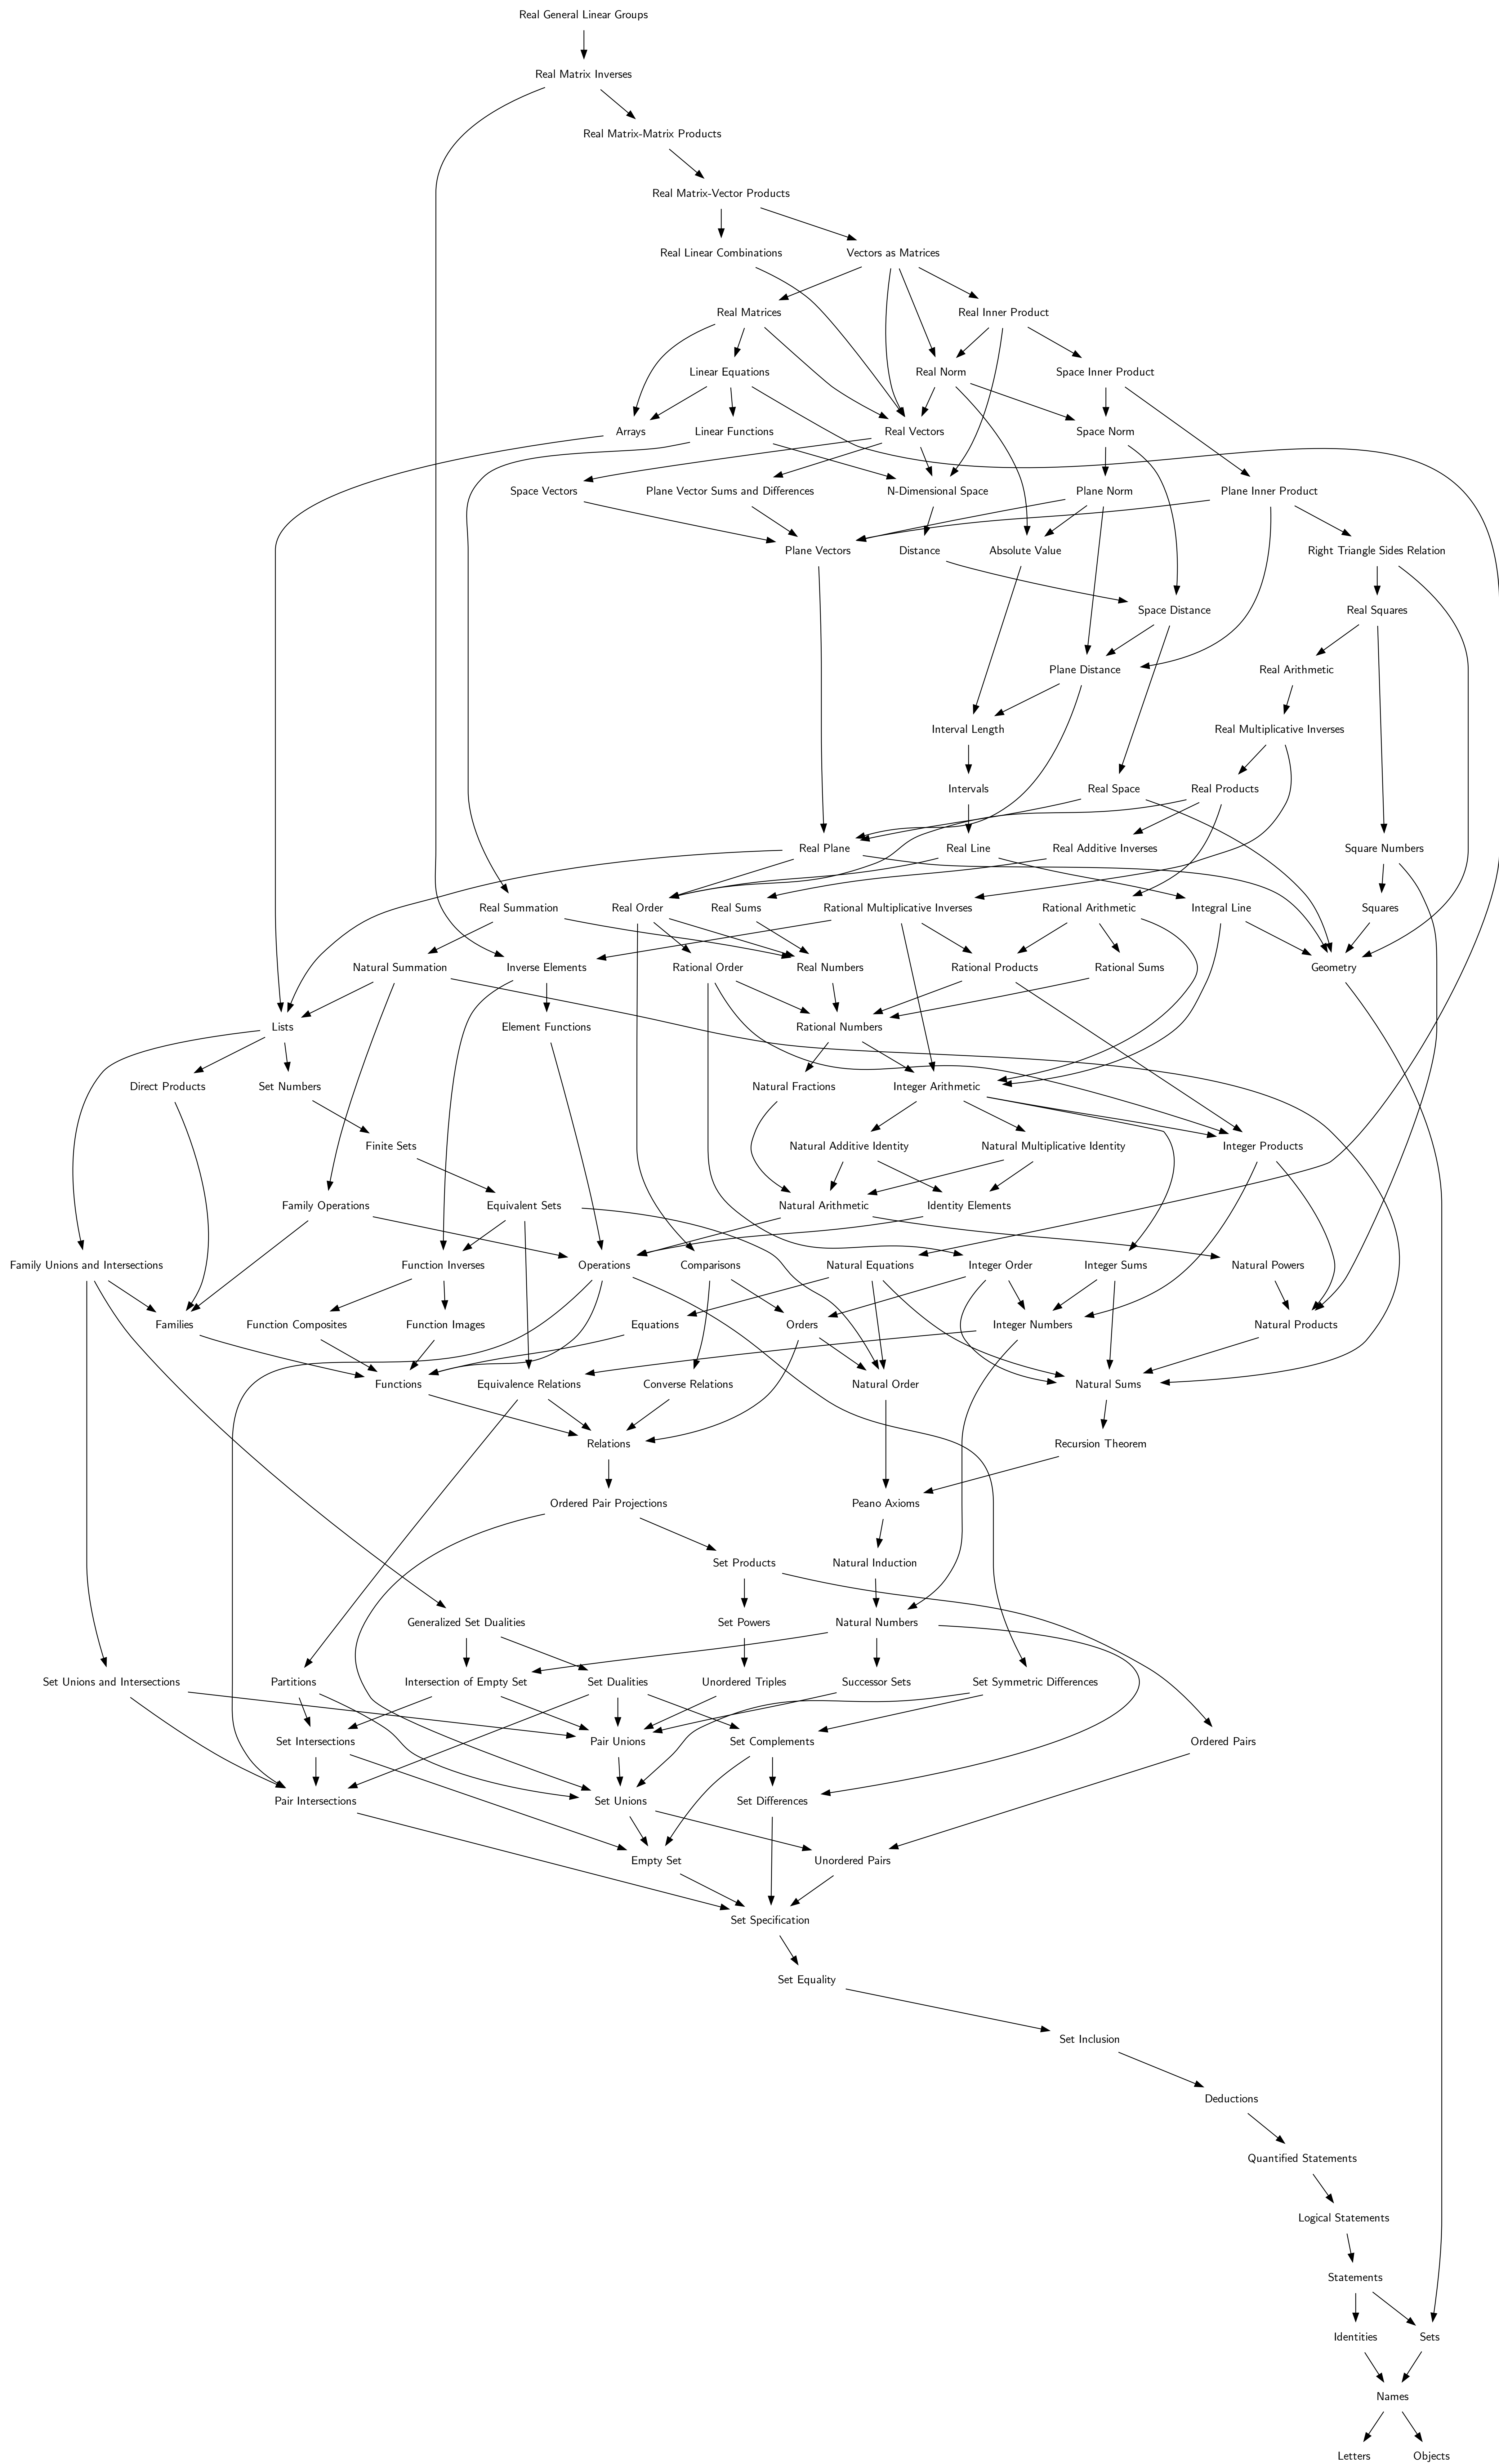 Real General Linear Groups
Real Matrix Inverses
Real Matrix-Matrix Products
Real Matrix-Vector Products
Real Linear Combinations
Vectors as Matrices
Real Matrices
Real Inner Product
Linear Equations
Real Norm
Space Inner Product
Arrays
Linear Functions
Real Vectors
Space Norm
Space Vectors
Plane Vector Sums and Differences
N-Dimensional Space
Plane Norm
Plane Inner Product
Plane Vectors
Distance
Absolute Value
Right Triangle Sides Relation
Space Distance
Real Squares
Plane Distance
Real Arithmetic
Interval Length
Real Multiplicative Inverses
Intervals
Real Space
Real Products
Real Plane
Real Line
Real Additive Inverses
Square Numbers
Real Summation
Real Order
Real Sums
Rational Multiplicative Inverses
Rational Arithmetic
Integral Line
Squares
Natural Summation
Inverse Elements
Rational Order
Real Numbers
Rational Products
Rational Sums
Geometry
Lists
Element Functions
Rational Numbers
Direct Products
Set Numbers
Natural Fractions
Integer Arithmetic
Finite Sets
Natural Additive Identity
Natural Multiplicative Identity
Integer Products
Family Operations
Equivalent Sets
Natural Arithmetic
Identity Elements
Family Unions and Intersections
Function Inverses
Operations
Comparisons
Natural Equations
Integer Order
Integer Sums
Natural Powers
Families
Function Composites
Function Images
Equations
Orders
Integer Numbers
Natural Products
Functions
Equivalence Relations
Converse Relations
Natural Order
Natural Sums
Relations
Recursion Theorem
Ordered Pair Projections
Peano Axioms
Set Products
Natural Induction
Generalized Set Dualities
Set Powers
Natural Numbers
Set Unions and Intersections
Partitions
Intersection of Empty Set
Set Dualities
Unordered Triples
Successor Sets
Set Symmetric Differences
Set Intersections
Pair Unions
Set Complements
Ordered Pairs
Pair Intersections
Set Unions
Set Differences
Empty Set
Unordered Pairs
Set Specification
Set Equality
Set Inclusion
Deductions
Quantified Statements
Logical Statements
Statements
Identities
Sets
Names
Letters
Objects